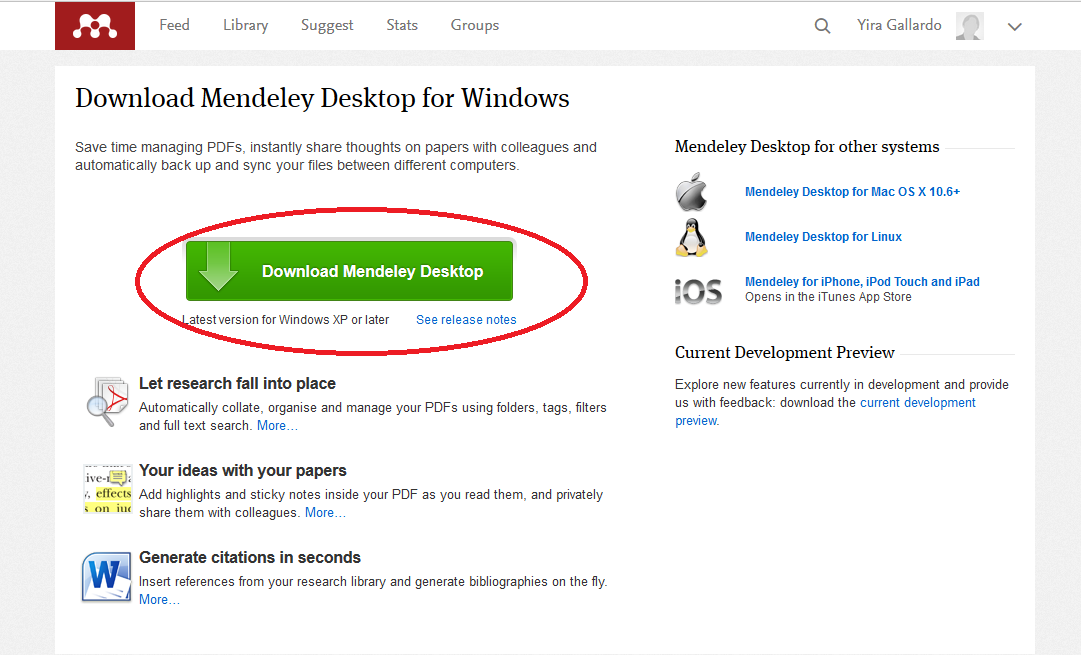 Feed Library Suggest Stats Groups Yira Gallardo
Download Mendeley Desktop for Windows
Save time managing PDFs, instantly share thoughts on papers with colleagues and
automatically back up and sync your files between different computers.
Download Mendeley Desktop
Latest version for Windows XP or later See release notes
Let research fall into place
Automatically collate, organise and manage your PDFs using folders, tags, filters
and full text search. More…
ive-
effects
s on
Your ideas with your papers
Add highlights and sticky notes inside your PDF as you read them, and privately
share them with colleagues. More…
W
Generate citations in seconds
Insert references from your research library and generate bibliographies on the fly.
More…
Mendeley Desktop for other systems
Mendeley Desktop for Mac OS X 10.6+
Mendeley Desktop for Linux
iOS
Mendeley for iPhone, iPod Touch and iPad
Opens in the iTunes App Store
Current Development Preview
Explore new features currently in development and provide
us with feedback: download the current development
preview.